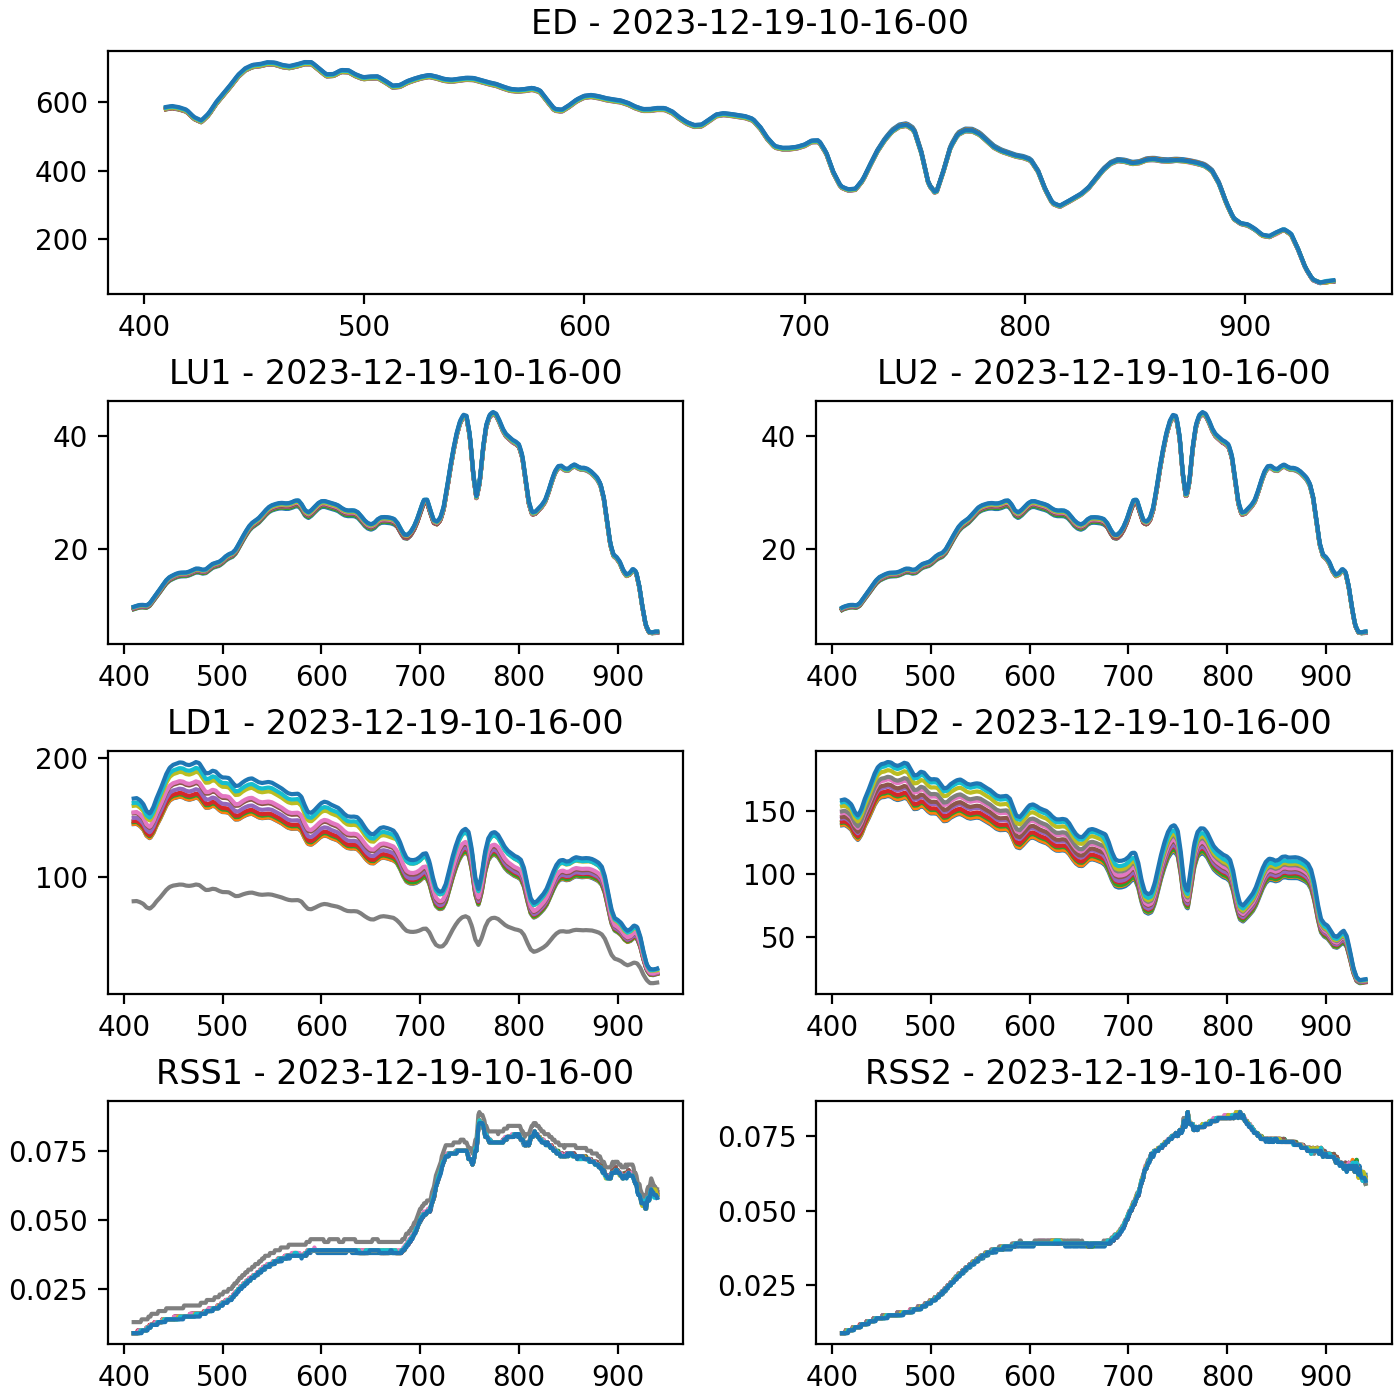 ED - 2023-12-19-10-16-00
600
400
200
400 500 600 700 800 900
LU1 - 2023-12-19-10-16-00
40
20
400 500 600 700 800 900
LU2 - 2023-12-19-10-16-00
40
20
400 500 600 700 800 900
LD1 - 2023-12-19-10-16-00
200
100
400 500 600 700 800 900
LD2 - 2023-12-19-10-16-00
150
100
50
400 500 600 700 800 900
RSS1 - 2023-12-19-10-16-00
0.075
0.050
0.025
400 500 600 700 800 900
RSS2 - 2023-12-19-10-16-00
0.075
0.050
0.025
400 500 600 700 800 900